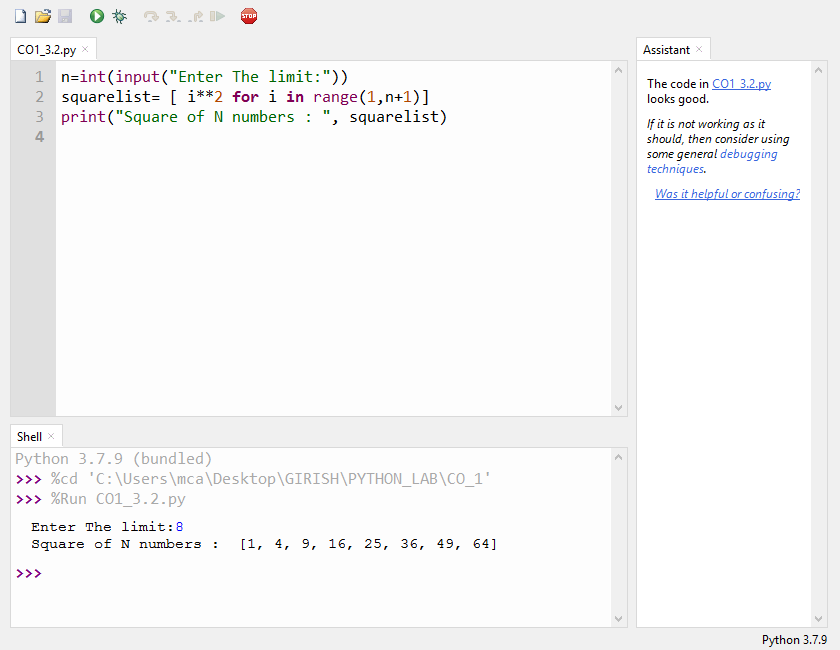 STOP
CO1_3.2.py ×
1 n=int(input("Enter The limit:"))
2 squarelist= [ i**2 for i in range(1,n+1)]
3 print("Square of N numbers : ", squarelist)
4
Shell ×
Python 3.7.9 (bundled)
>>> %cd 'C:\Users\mca\Desktop\GIRISH\PYTHON_LAB\CO_1'
>>> %Run CO1_3.2.py
Enter The limit:8
Square of N numbers :  [1, 4, 9, 16, 25, 36, 49, 64]
>>>
Assistant ×
The code in CO1_3.2.py
looks good.
If it is not working as it
should, then consider using
some general debugging
techniques.
Was it helpful or confusing?
Python 3.7.9